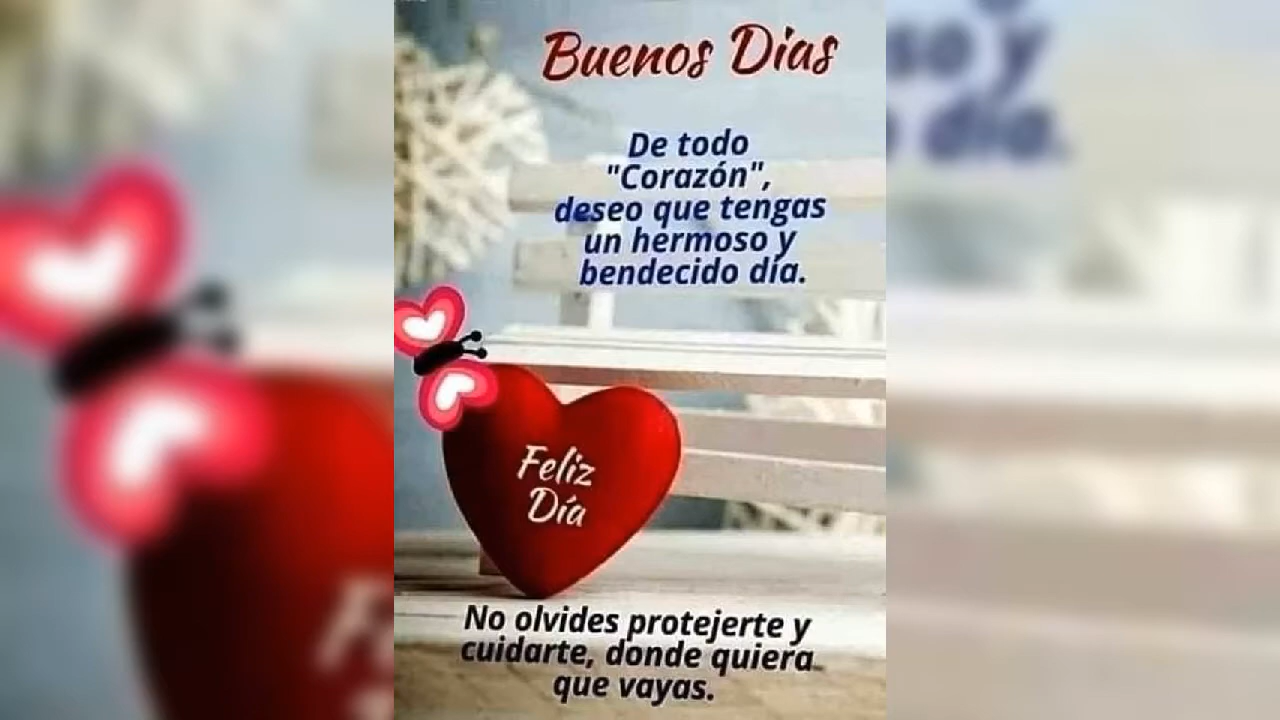 Buenos Dias
De todo
"Corazón",
deseo que tengas
un hermoso y
bendecido día.
Feliz
Día
No olvides protejerte y
cuidarte, donde quiera
que vayas.